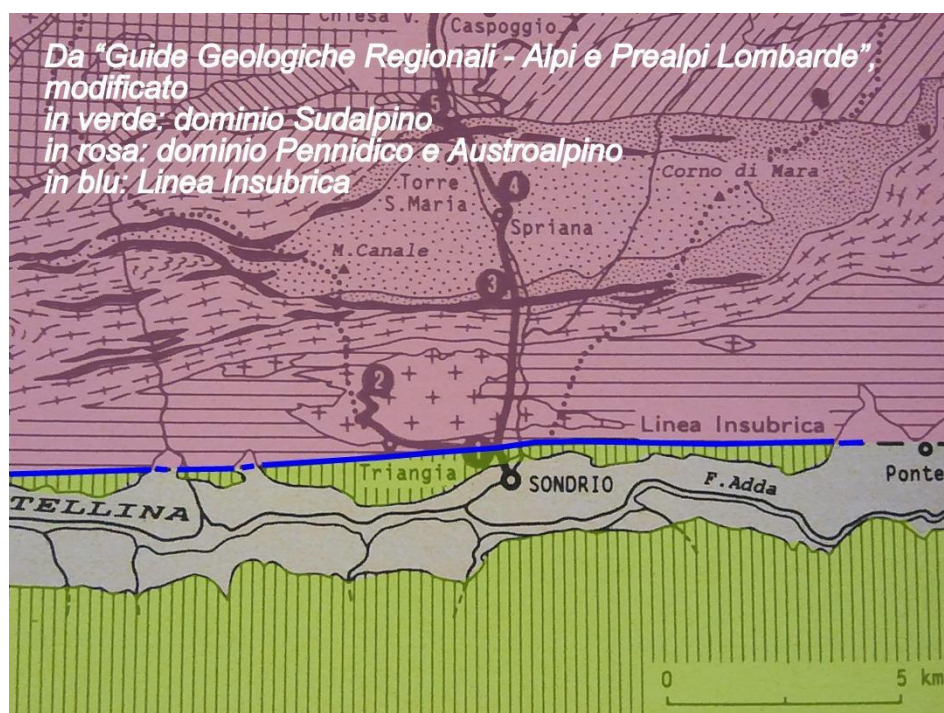 Chiesa V.
Caspoggio
Da "Guide Geologiche Regionali - Alpi e Prealpi Lombarde",
modificato
in verde: dominio Sudalpino
in rosa: dominio Pennidico e Austroalpino
in blu: Linea Insubrica
5
Corno di Mara
Torre
S.Maria
4
Spriana
M.Canale
3
2
Linea Insubrica
1
Triangia
SONDRIO
F.Adda
Ponte
TELLINA
0
5 km